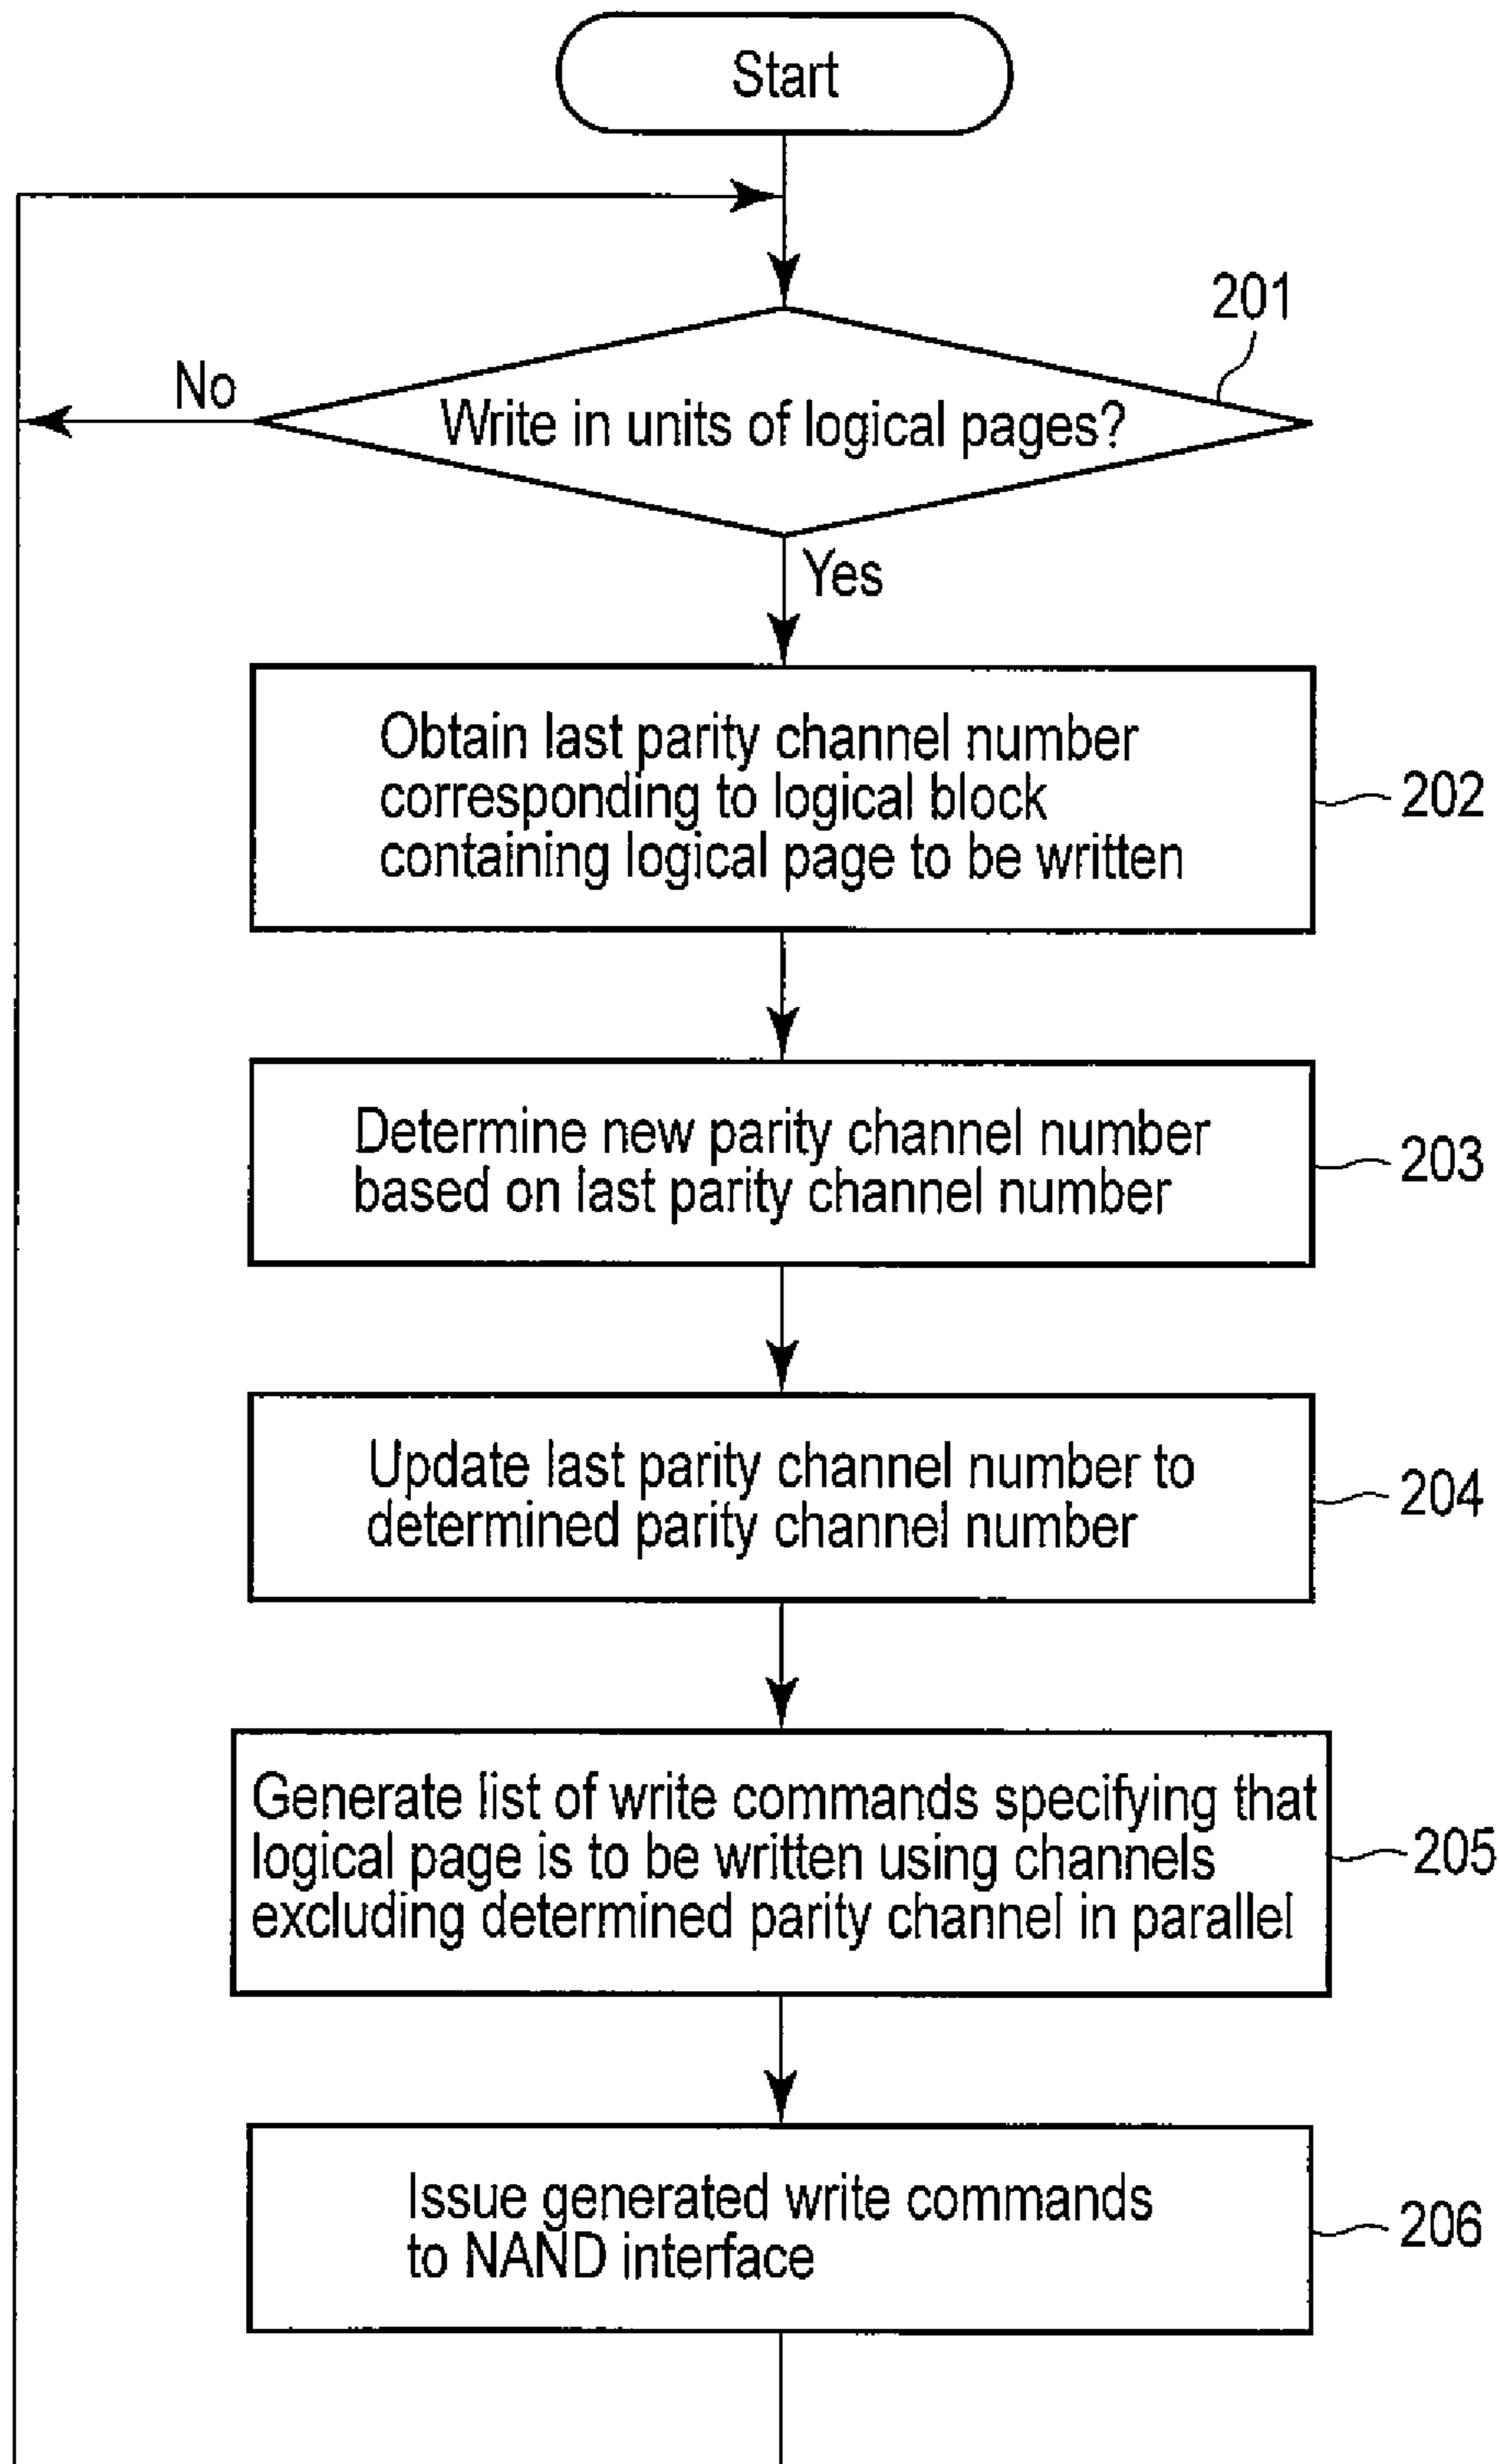 Start
201
No
Write in units of logical pages?
Yes
Obtain last parity channel number
corresponding to logical block
containing logical page to be written
202
Determine new parity channel number
based on last parity channel number
203
Update last parity channel number to
determined parity channel number
204
Generate list of write commands specifying that
logical page is to be written using channels
excluding determined parity channel in parallel
205
Issue generated write commands
to NAND interface
206